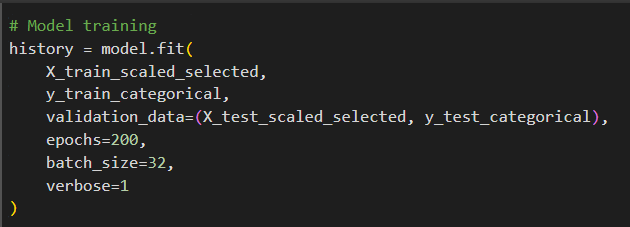 # Model training
history = model.fit(
    X_train_scaled_selected,
    y_train_categorical,
    validation_data=(X_test_scaled_selected, y_test_categorical),
    epochs=200,
    batch_size=32,
    verbose=1
)